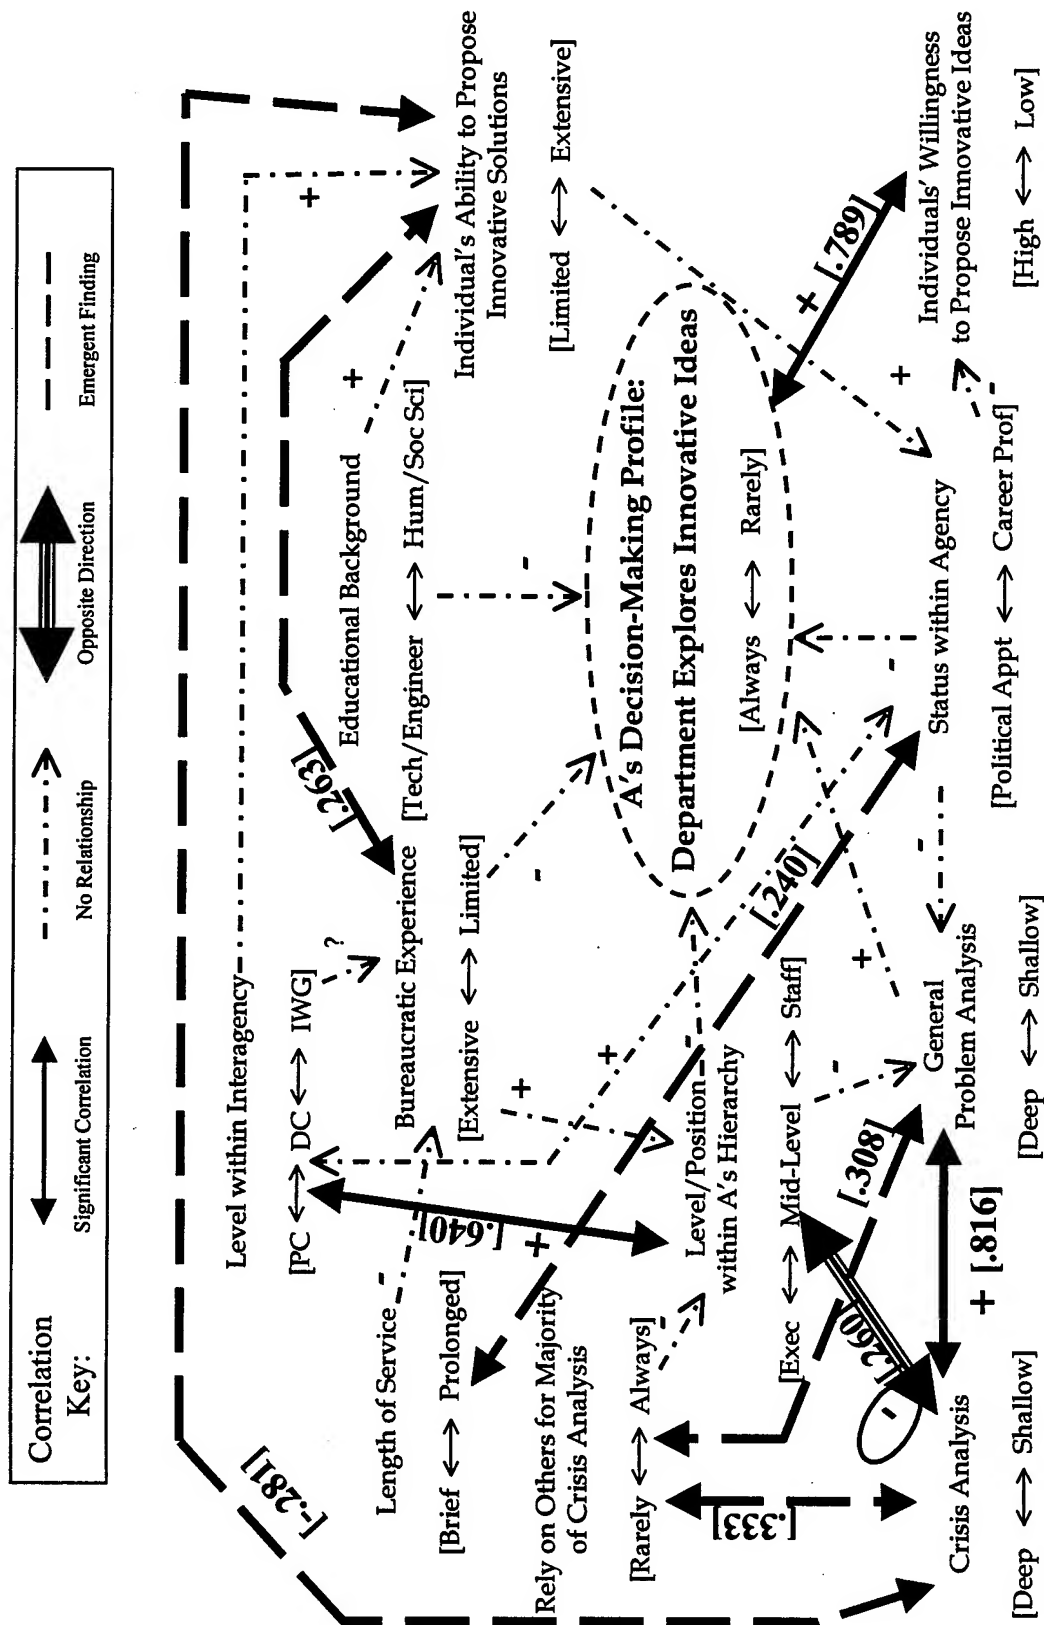 Correlation
Key:
Significant Correlation
No Relationship
Opposite Direction
Emergent Finding
[-.281]
Level within Interagency
[PC ⟷ DC ⟷ IWG]
+
?
[.263]
Length of Service
-
[Brief ⟷ Prolonged]
[.640]
+
Bureaucratic Experience
[Extensive ⟷ Limited]
+
-
Educational Background
+
[Tech/Engineer ⟷ Hum/Soc Sci]
-
Individual's Ability to Propose
Innovative Solutions
[Limited ⟷ Extensive]
Rely on Others for Majority
of Crisis Analysis
[Rarely ⟷ Always]
-
[.333]
Level/Position
within A's Hierarchy
-
+
[Exec ⟷ Mid-Level ⟷ Staff]
-
[.240]
A's Decision-Making Profile:
Department Explores Innovative Ideas
[Always ⟷ Rarely]
+ [.789]
[.260]
-
[.308]
+
-
-
+
Crisis Analysis
[Deep ⟷ Shallow]
+ [.816]
General
Problem Analysis
[Deep ⟷ Shallow]
Status within Agency
[Political Appt ⟷ Career Prof]
-
Individuals' Willingness
to Propose Innovative Ideas
[High ⟷ Low]